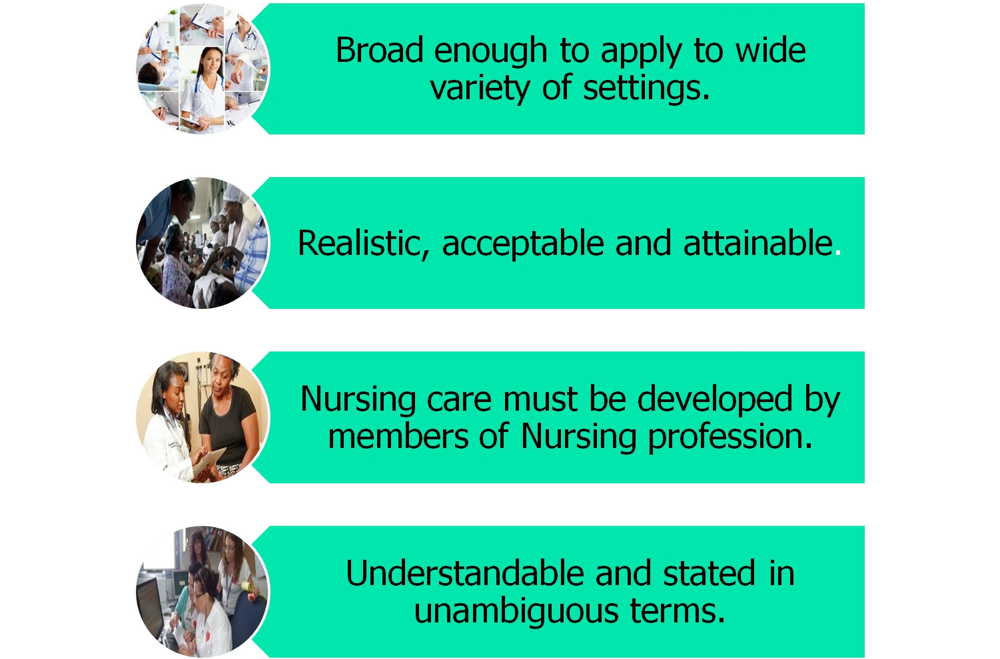 Broad enough to apply to wide
variety of settings.
Realistic, acceptable and attainable.
Nursing care must be developed by
members of Nursing profession.
Understandable and stated in
unambiguous terms.